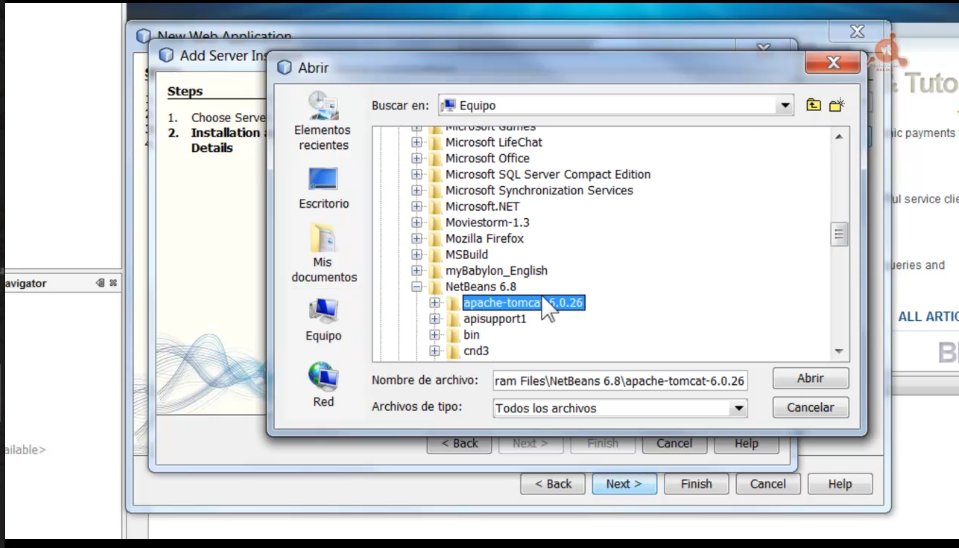 New Web Application
Add Server Ins
Abrir
Steps
1. Choose Serve
2. Installation a
Details
Buscar en: Equipo
Elementos
recientes
Escritorio
Mis
documentos
Equipo
Red
Microsoft Games
Microsoft LifeChat
Microsoft Office
Microsoft SQL Server Compact Edition
Microsoft Synchronization Services
Microsoft.NET
Moviestorm-1.3
Mozilla Firefox
MSBuild
myBabylon_English
NetBeans 6.8
apache-tomcat-6.0.26
apisupport1
bin
cnd3
Nombre de archivo: ram Files\NetBeans 6.8\apache-tomcat-6.0.26
Abrir
Archivos de tipo: Todos los archivos
Cancelar
< Back Next > Finish Cancel Help
< Back Next > Finish Cancel Help
avigator
ailable>
& Tuto
ic payments
ul service clie
ueries and
ALL ARTIC